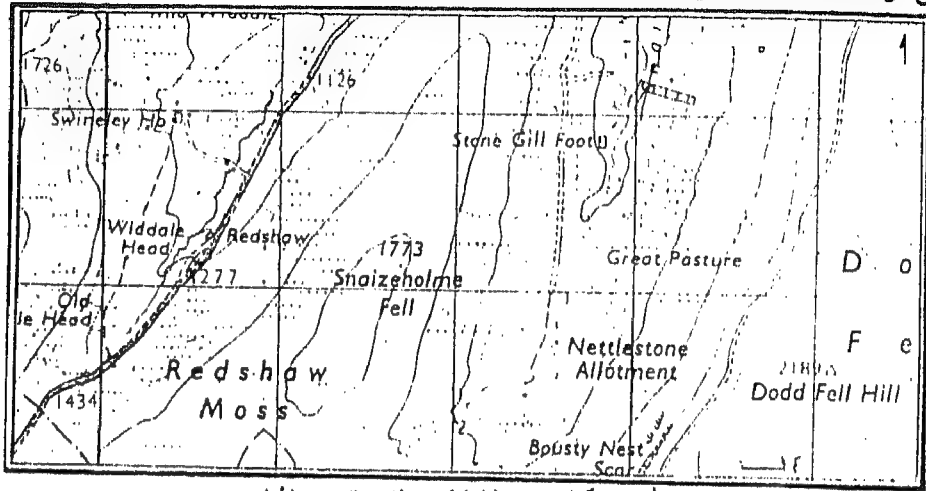 1726
1126
Swineley Ho
Stone Gill Foot
Widdale
Head
Redshaw
1277
1773
Snaizeholme
Fell
Great Pasture
D o
F e
Old
Head
Redshaw
Moss
1434
Nettlestone
Allotment
2189
Dodd Fell Hill
Bousty Nest
Scar